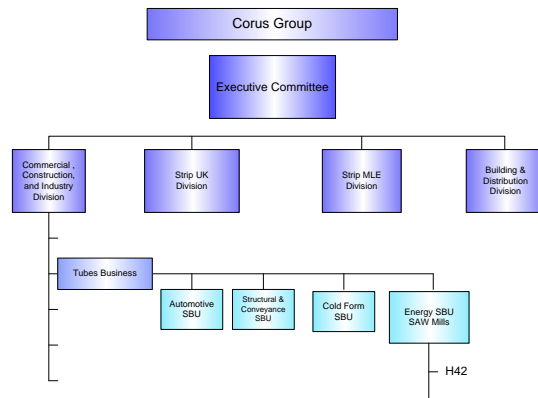 Corus Group
Executive Committee
Commercial ,
Construction,
and Industry
Division
Strip UK
Division
Strip MLE
Division
Building &
Distribution
Division
Tubes Business
Automotive
SBU
Structural &
Conveyance
SBU
Cold Form
SBU
Energy SBU
SAW Mills
H42